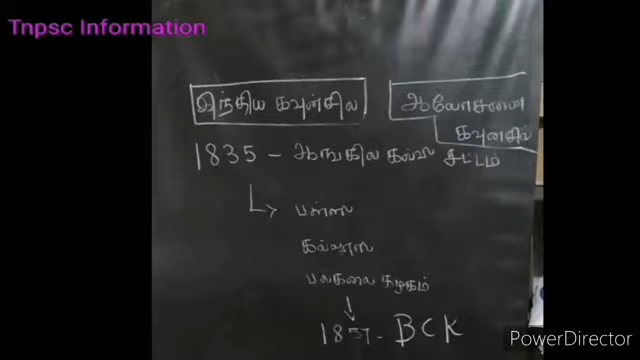 Tnpsc Information
இந்திய கவுன்சில் ஆலோசனை
கவுன்சில்
1835 - ஆங்கில கல்வி சட்டம்
பள்ளி
கல்லூரி
பல்கலை கழகம்
1857 - BCK
PowerDirector